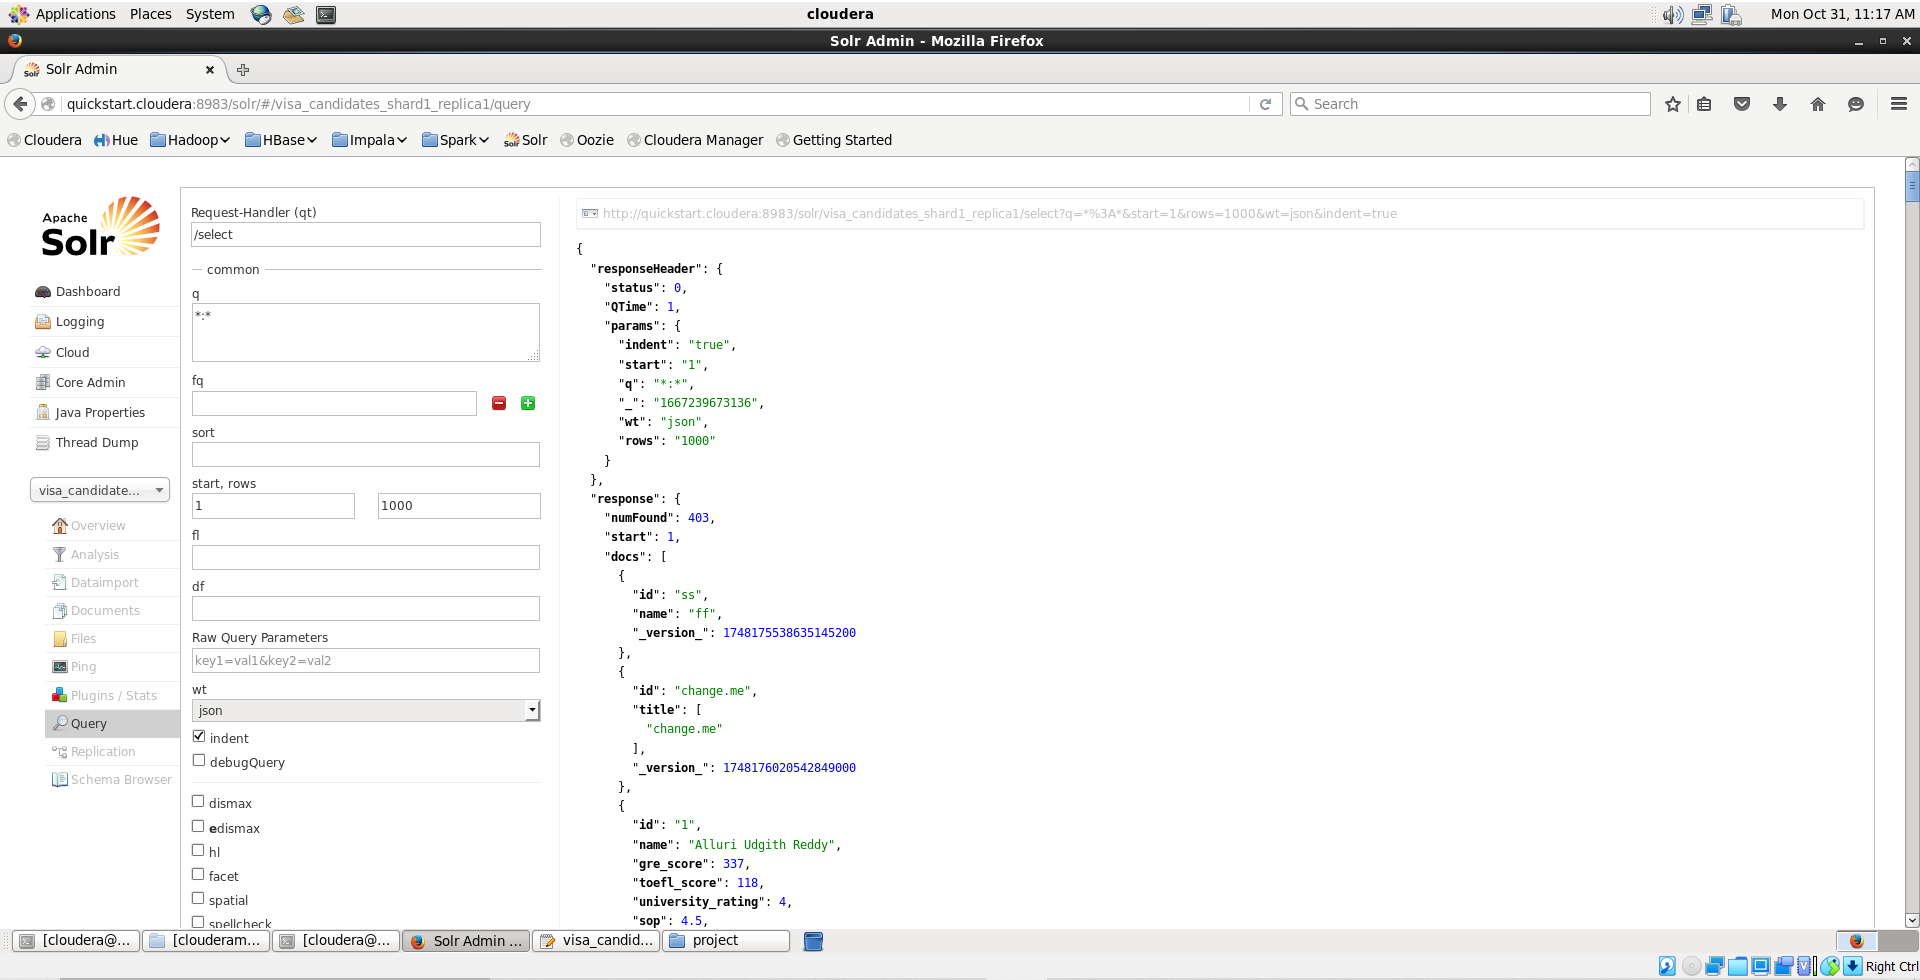 Applications Places System
cloudera
Mon Oct 31, 11:17 AM
Solr Admin - Mozilla Firefox
Solr Admin
quickstart.cloudera:8983/solr/#/visa_candidates_shard1_replica1/query
Search
Cloudera Hue Hadoop HBase Impala Spark Solr Oozie Cloudera Manager Getting Started
Apache
Solr
Dashboard
Logging
Cloud
Core Admin
Java Properties
Thread Dump
visa_candidate...
Overview
Analysis
Dataimport
Documents
Files
Ping
Plugins / Stats
Query
Replication
Schema Browser
Request-Handler (qt)
/select
common
q
*:*
fq
sort
start, rows
1 1000
fl
df
Raw Query Parameters
key1=val1&key2=val2
wt
json
indent
debugQuery
dismax
edismax
hl
facet
spatial
spellcheck
http://quickstart.cloudera:8983/solr/visa_candidates_shard1_replica1/select?q=*%3A*&start=1&rows=1000&wt=json&indent=true
{
"responseHeader": {
"status": 0,
"QTime": 1,
"params": {
"indent": "true",
"start": "1",
"q": "*:*",
"_": "1667239673136",
"wt": "json",
"rows": "1000"
}
},
"response": {
"numFound": 403,
"start": 1,
"docs": [
{
"id": "ss",
"name": "ff",
"_version_": 1748175538635145200
},
{
"id": "change.me",
"title": [
"change.me"
],
"_version_": 1748176020542849000
},
{
"id": "1",
"name": "Alluri Udgith Reddy",
"gre_score": 337,
"toefl_score": 118,
"university_rating": 4,
"sop": 4.5,
[cloudera@... [clouderam... [cloudera@... Solr Admin ... visa_candid... project
Right Ctrl